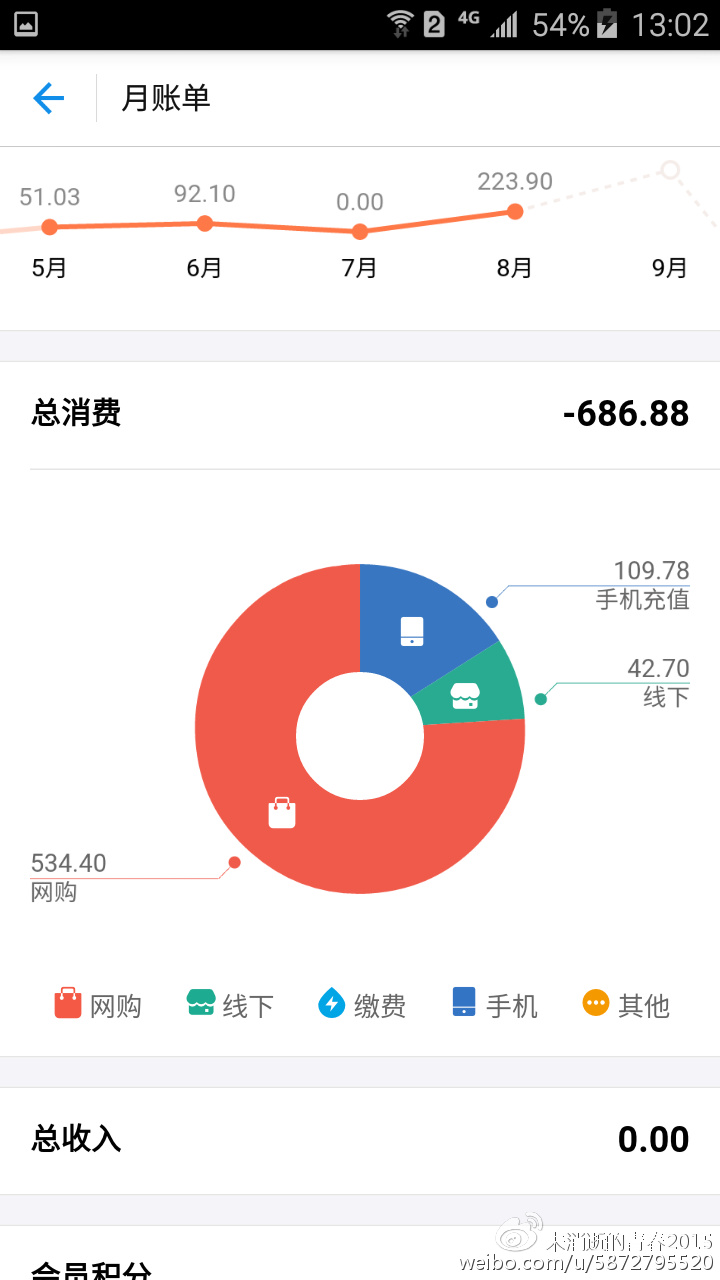 2 4G 54% 13:02
月账单
51.03 92.10 0.00 223.90
5月 6月 7月 8月 9月
总消费 -686.88
109.78
手机充值
42.70
线下
534.40
网购
网购 线下 缴费 手机 其他
总收入 0.00
会员积分
未消逝的青春2015
weibo.com/u/5872795520